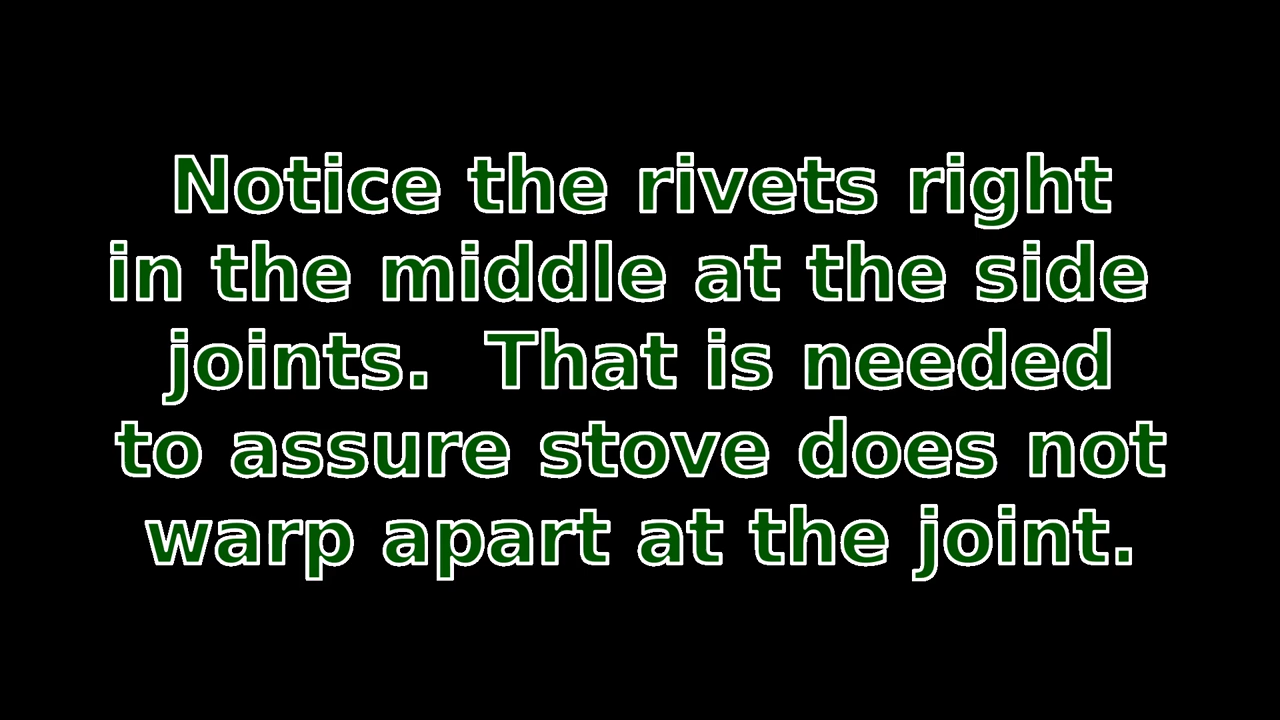 Notice the rivets right
in the middle at the side
joints.  That is needed
to assure stove does not
warp apart at the joint.